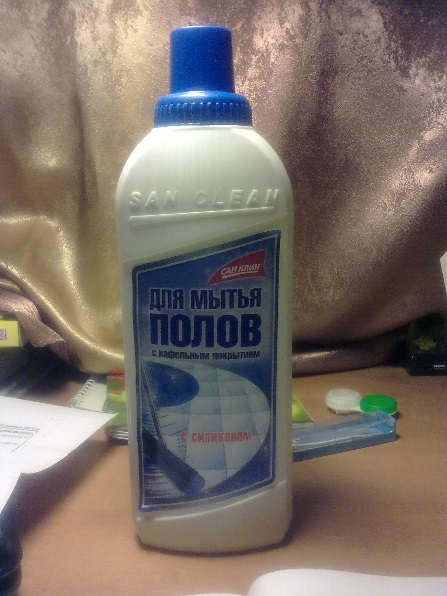 SAN CLEAN
САН КЛИН
ДЛЯ МЫТЬЯ
ПОЛОВ
с кафельным покрытием
с силиконом